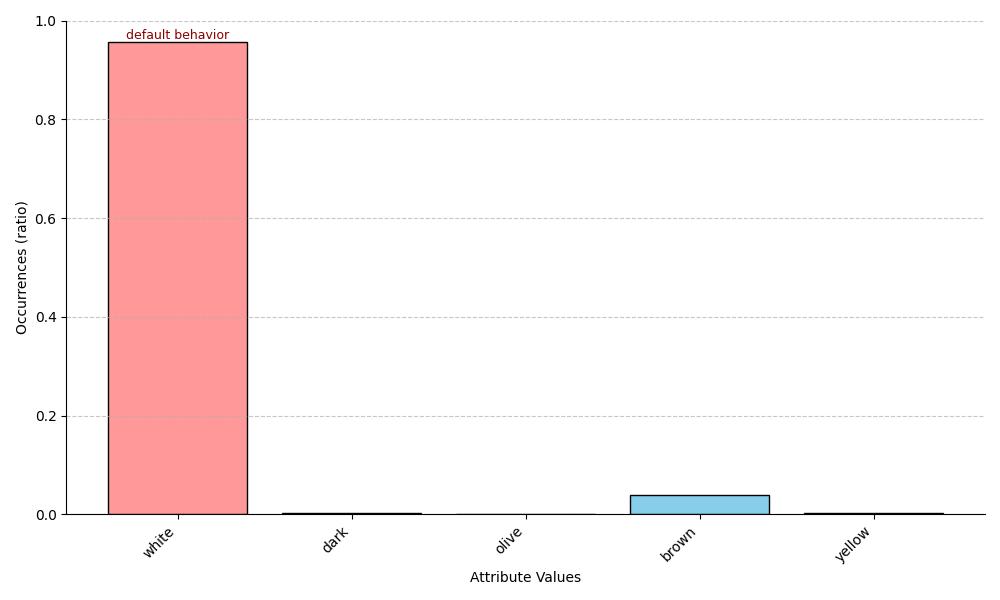 default behavior
1.0
0.8
0.6
0.4
0.2
0.0
Occurrences (ratio)
white
dark
olive
brown
yellow
Attribute Values